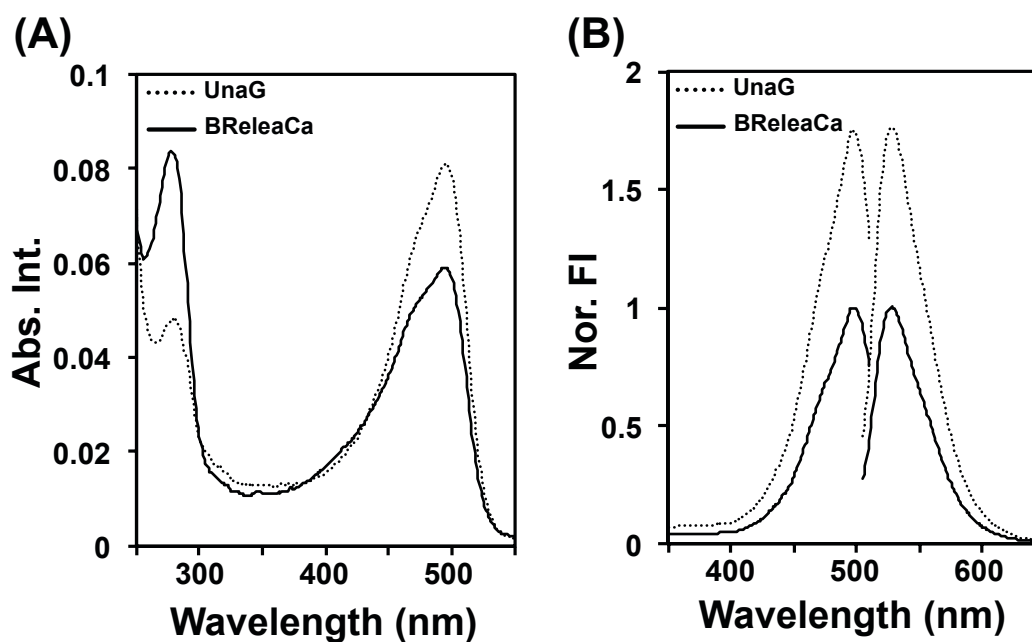 (A)
UnaG
BReleaCa
Abs. Int.
0.1
0.08
0.06
0.04
0.02
0
300
400
500
Wavelength (nm)
(B)
UnaG
BReleaCa
Nor. FI
2
1.5
1
0.5
0
400
500
600
Wavelength (nm)